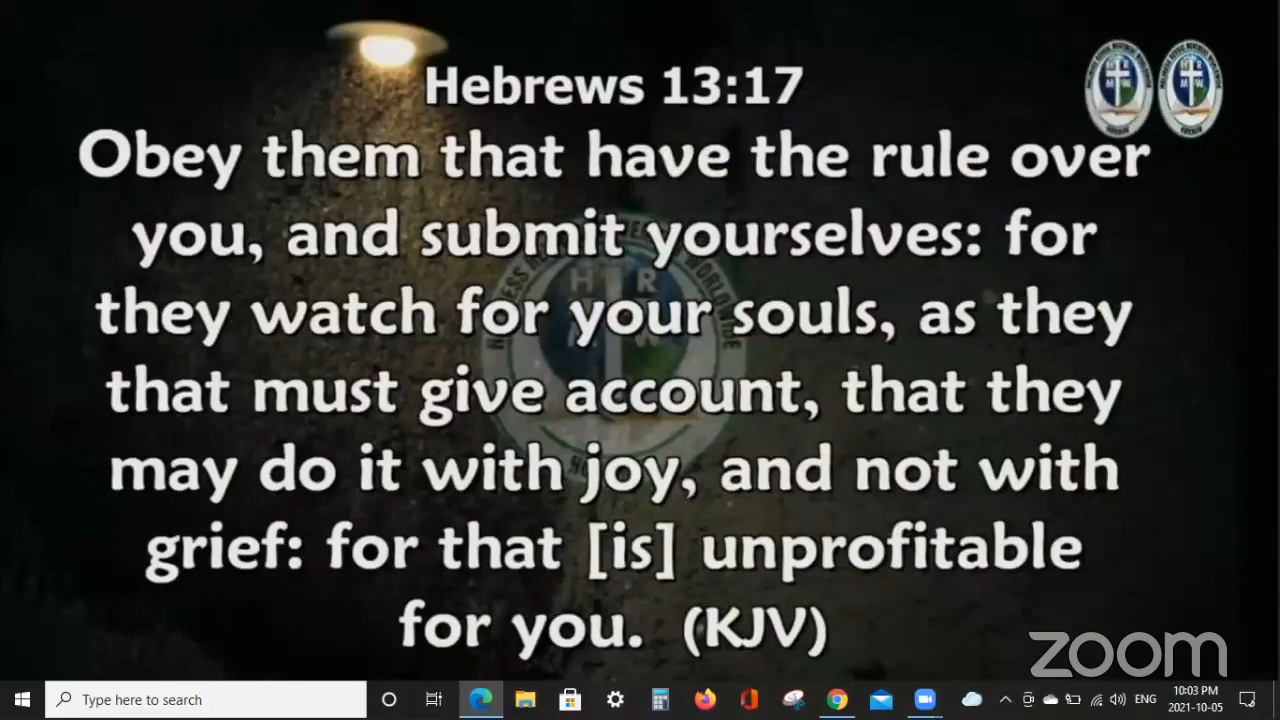 Hebrews 13:17
Obey them that have the rule over
you, and submit yourselves: for
they watch for your souls, as they
that must give account, that they
may do it with joy, and not with
grief: for that [is] unprofitable
for you. (KJV)
zoom
Type here to search
ENG
10:03 PM
2021-10-05